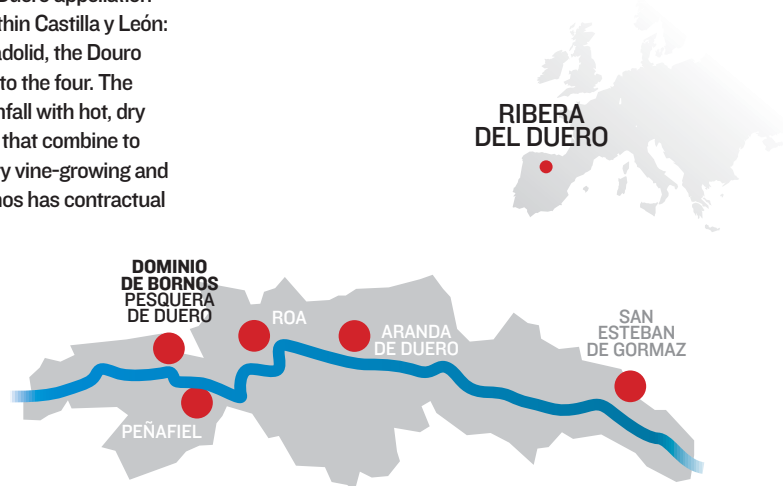 Duero appellation
thin Castilla y León:
adolid, the Douro
to the four. The
nfall with hot, dry
that combine to
ry vine-growing and
nos has contractual
RIBERA
DEL DUERO
DOMINIO
DE BORNOS
PESQUERA
DE DUERO
ROA
ARANDA
DE DUERO
SAN
ESTEBAN
DE GORMAZ
PEÑAFIEL